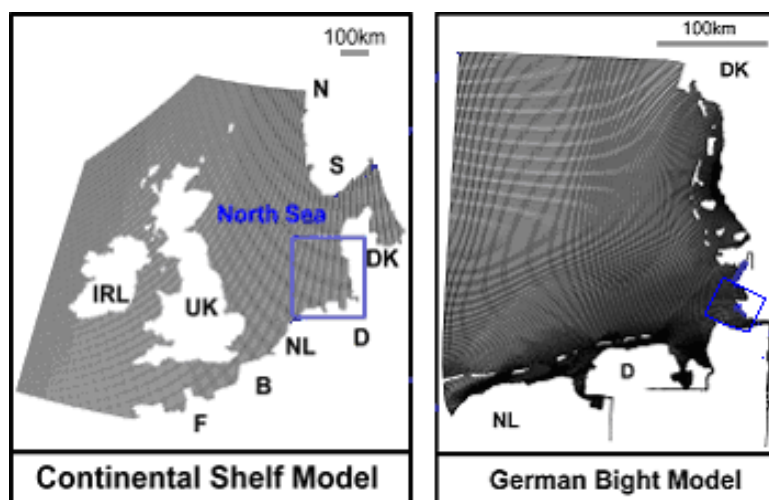 100km
N
S
North Sea
DK
IRL
UK
NL
D
B
F
Continental Shelf Model
100km
DK
D
NL
German Bight Model